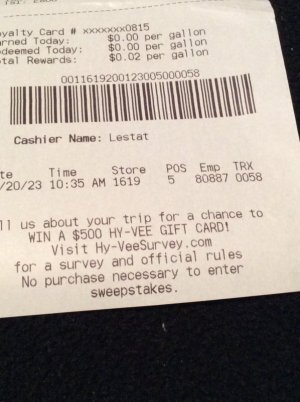 yalty Card # xxxxxxx0815
rned Today: $0.00 per gallon
deemed Today: $0.00 per gallon
tal Rewards: $0.02 per gallon
0011619200123005000058
Cashier Name: Lestat
te Time Store POS Emp TRX
/20/23 10:35 AM 1619 5 80887 0058
ll us about your trip for a chance to
WIN A $500 HY-VEE GIFT CARD!
Visit Hy-VeeSurvey.com
for a survey and official rules
No purchase necessary to enter
sweepstakes.